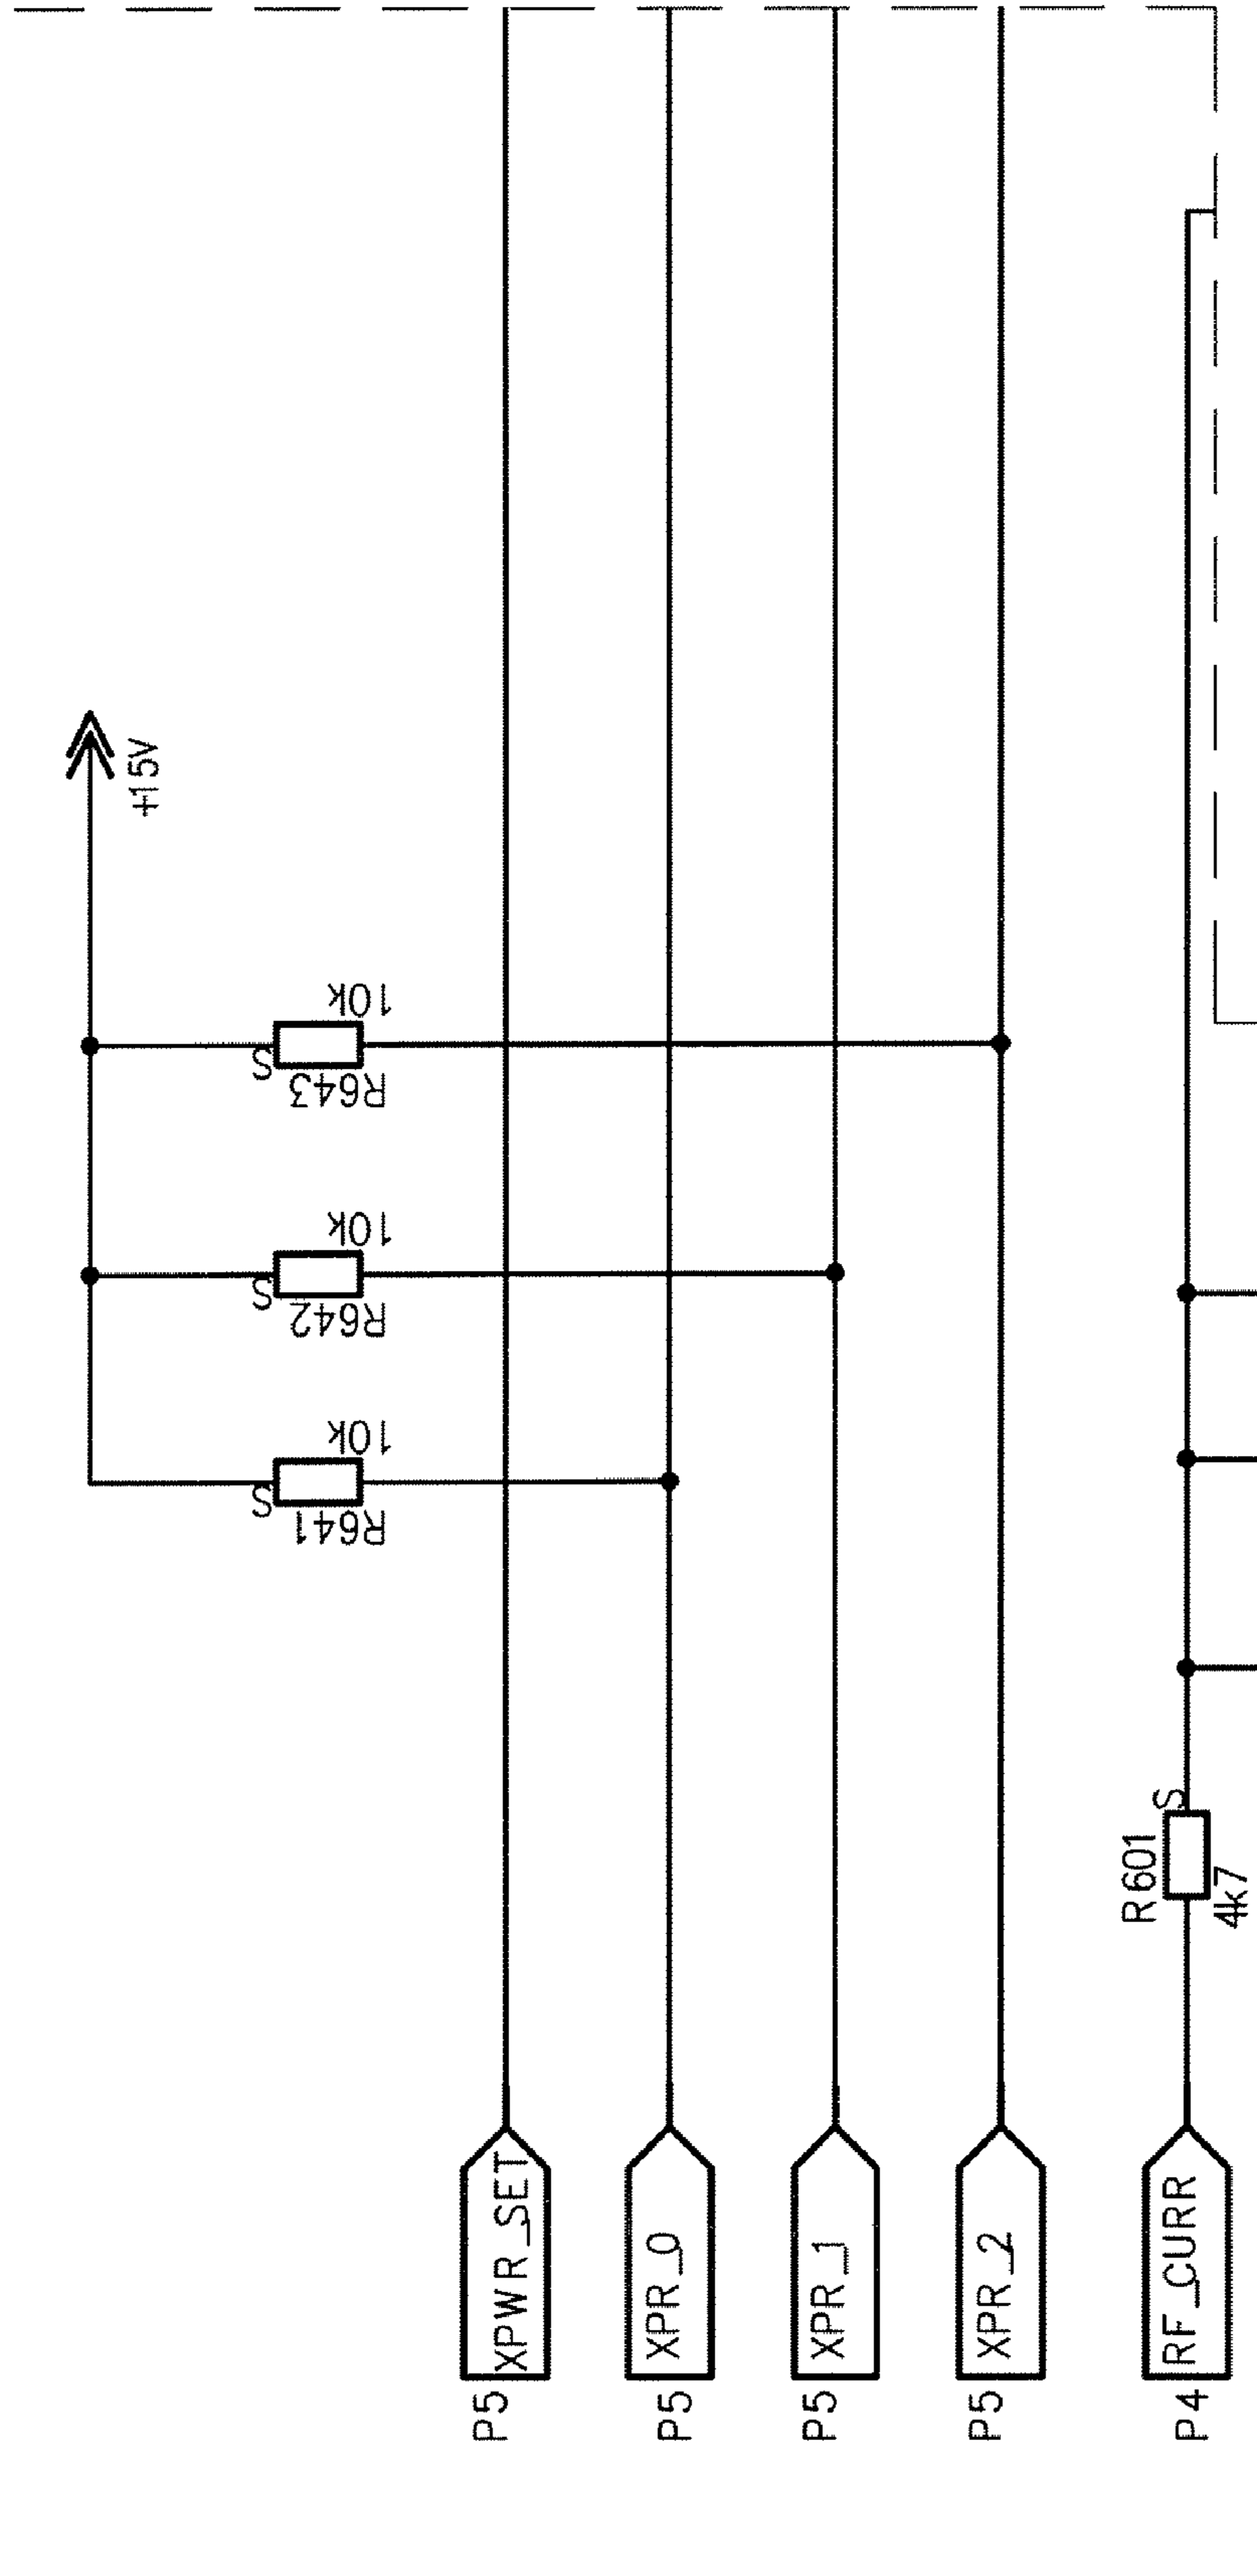 +15V
10k
S
R643
10k
S
R642
10k
S
R641
S
R601
4k7
XPWR_SET
XPR_0
XPR_1
XPR_2
RF_CURR
P5
P5
P5
P5
P4